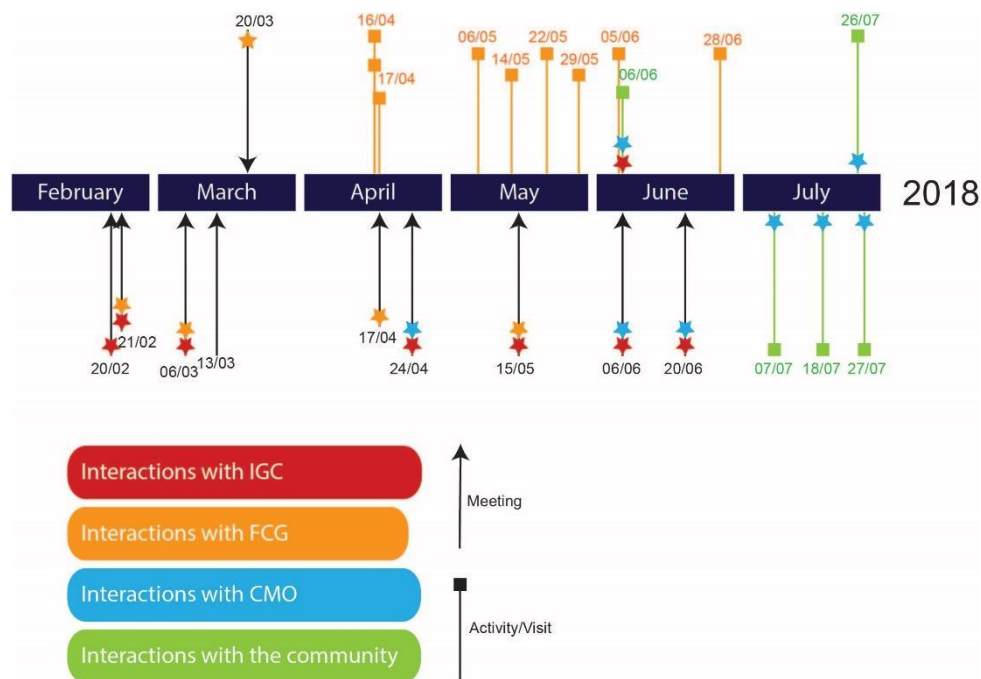 20/03
16/04
17/04
06/05
14/05
22/05
29/05
05/06
06/06
28/06
26/07
February
March
April
May
June
July
2018
20/02
21/02
06/03
13/03
17/04
24/04
15/05
06/06
20/06
07/07
18/07
27/07
Interactions with IGC
Interactions with FCG
Interactions with CMO
Interactions with the community
Meeting
Activity/Visit